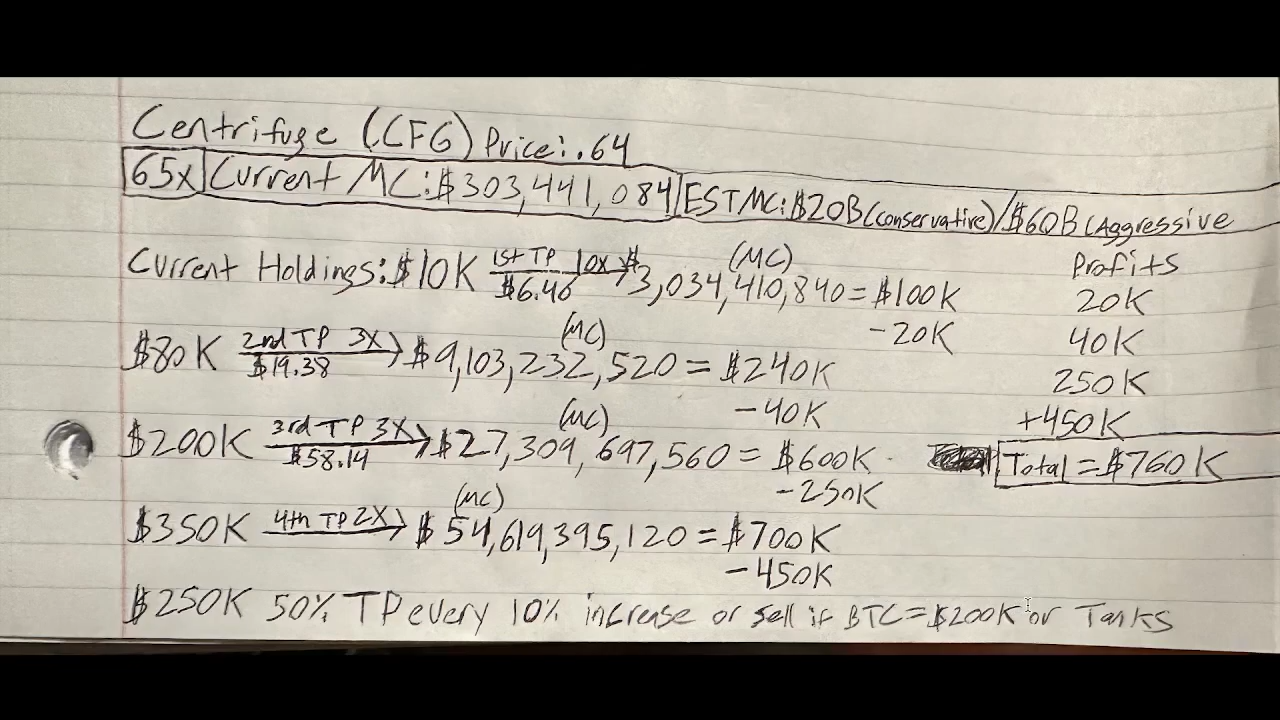 Centrifuge (CFG) Price: .64
65x Current MC: $303,441,084 EST MC: $20B (conservative) / $60B (Aggressive
Profits
(MC)
Current Holdings: $10K 1st TP 10x $3,034,410,840 = $100K 20K
$6.46
-20K 40K
(MC)
$80K 2nd TP 3X $9,103,232,520 = $240K 250K
$19.38
-40K +450K
(MC)
$200K 3rd TP 3X $27,309,697,560 = $600K Total = $760K
$58.14
-250K
(MC)
$350K 4th TP 2X $54,619,395,120 = $700K
-450K
$250K 50% TP every 10% increase or sell if BTC = $200K or Tanks